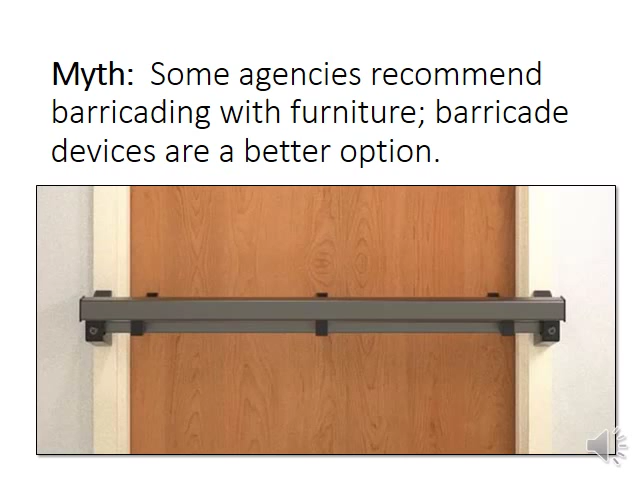 Myth:  Some agencies recommend
barricading with furniture; barricade
devices are a better option.